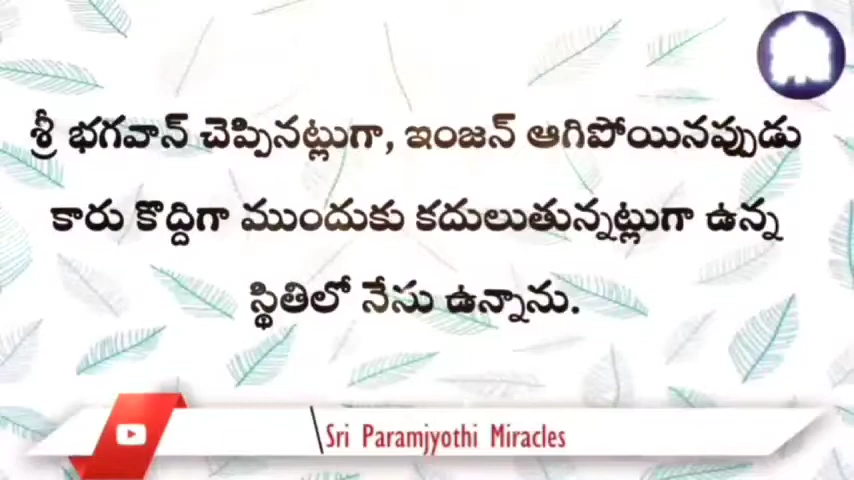 శ్రీ భగవాన్ చెప్పినట్లుగా, ఇంజన్ ఆగిపోయినప్పుడు
కారు కొద్దిగా ముందుకు కదులుతున్నట్లుగా ఉన్న
స్థితిలో నేను ఉన్నాను.
Sri Paramjyothi Miracles